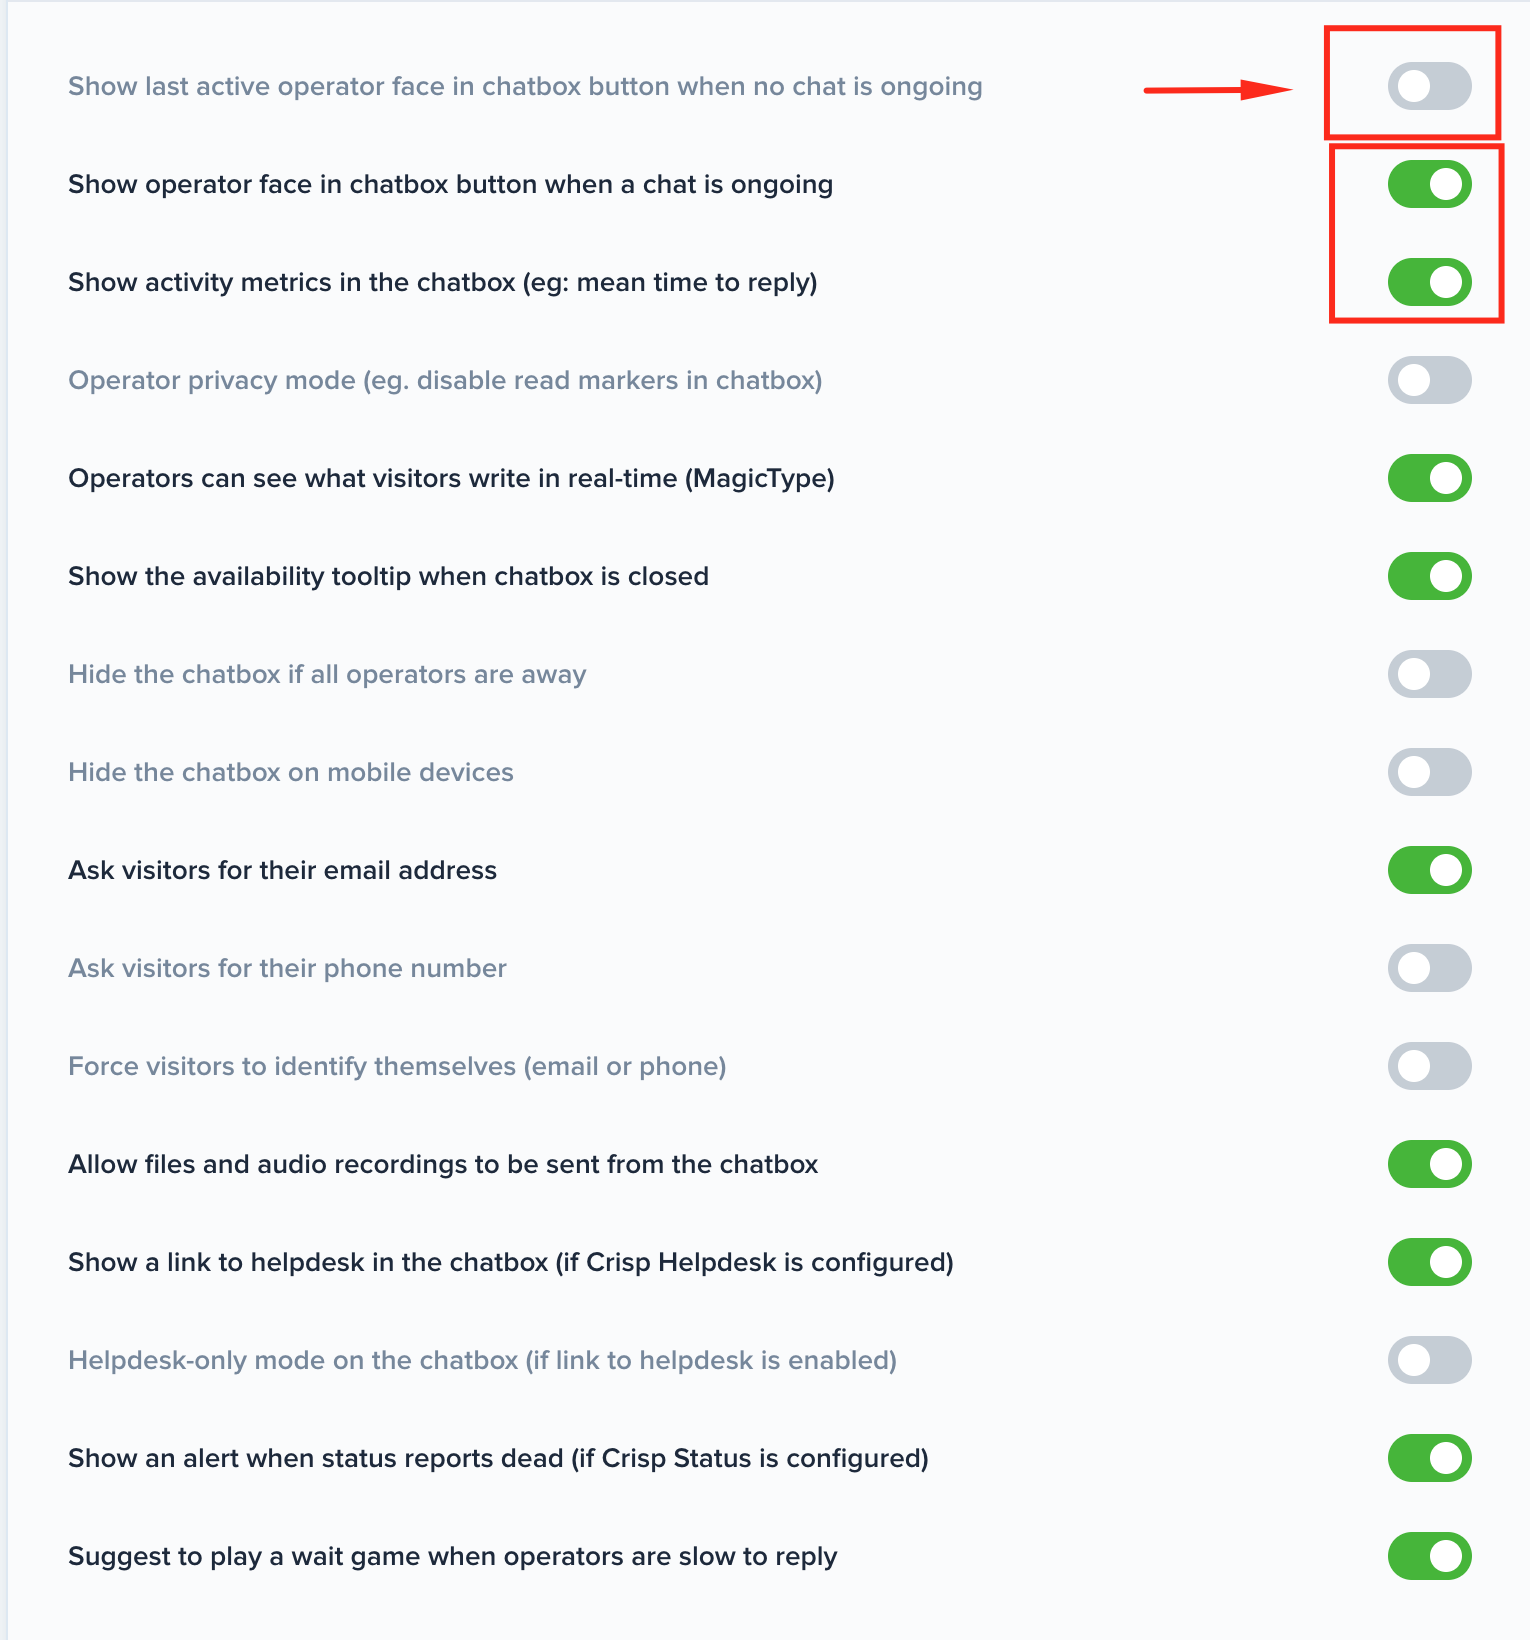 Show last active operator face in chatbox button when no chat is ongoing
Show operator face in chatbox button when a chat is ongoing
Show activity metrics in the chatbox (eg: mean time to reply)
Operator privacy mode (eg. disable read markers in chatbox)
Operators can see what visitors write in real-time (MagicType)
Show the availability tooltip when chatbox is closed
Hide the chatbox if all operators are away
Hide the chatbox on mobile devices
Ask visitors for their email address
Ask visitors for their phone number
Force visitors to identify themselves (email or phone)
Allow files and audio recordings to be sent from the chatbox
Show a link to helpdesk in the chatbox (if Crisp Helpdesk is configured)
Helpdesk-only mode on the chatbox (if link to helpdesk is enabled)
Show an alert when status reports dead (if Crisp Status is configured)
Suggest to play a wait game when operators are slow to reply